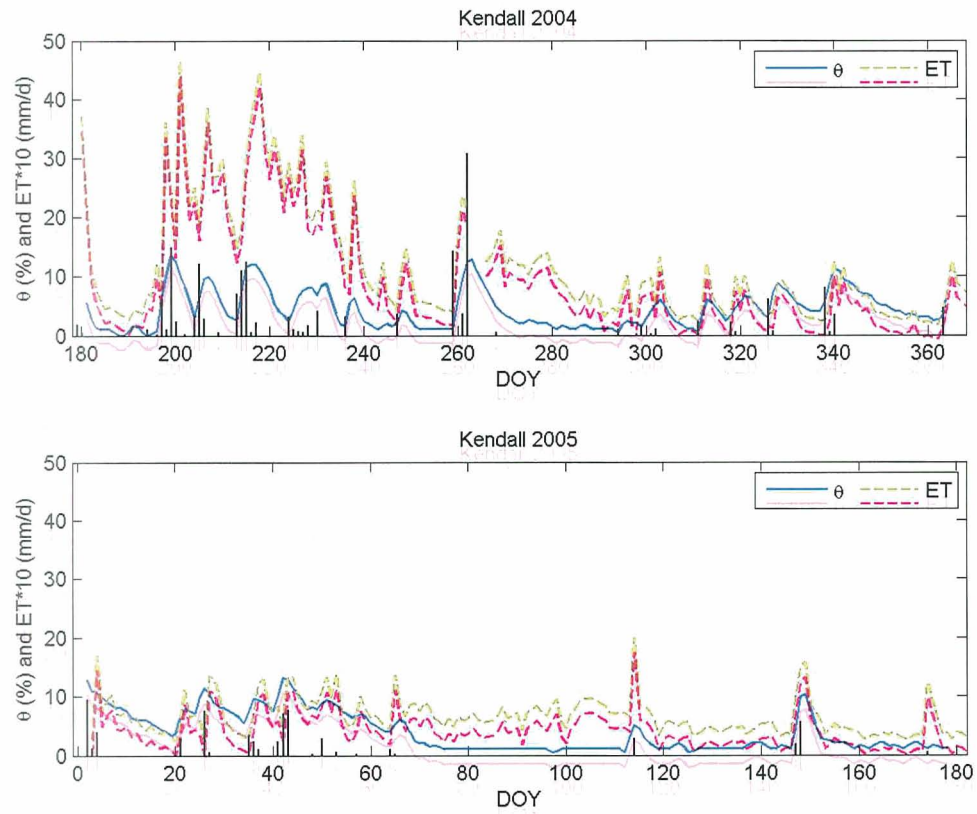 Kendall 2004
θ (%) and ET*10 (mm/d)
50
40
30
20
10
0
θ ET
180 200 220 240 260 280 300 320 340 360
DOY
Kendall 2005
θ (%) and ET*10 (mm/d)
50
40
30
20
10
0
θ ET
0 20 40 60 80 100 120 140 160 180
DOY